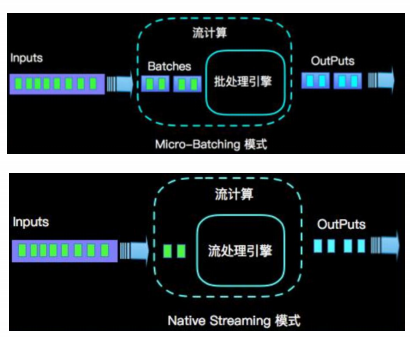 流计算
Inputs
Batches
批处理引擎
OutPuts
Micro-Batching 模式
流计算
Inputs
流处理引擎
OutPuts
Native Streaming 模式